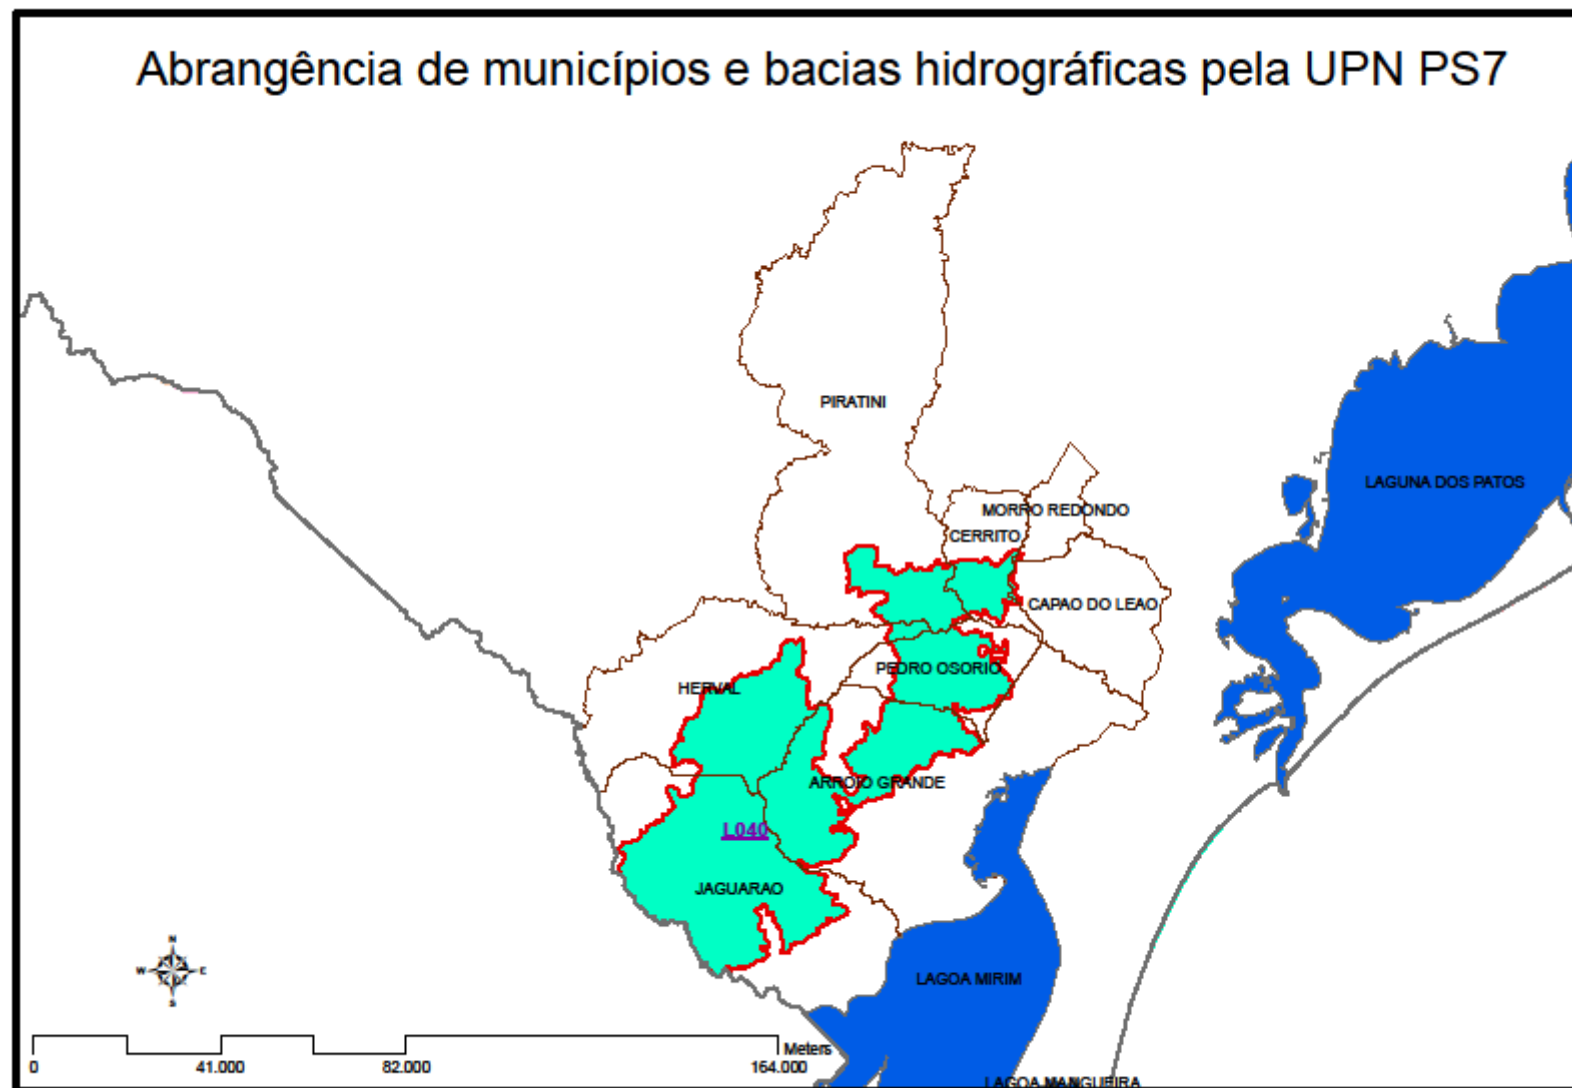 Abrangência de municípios e bacias hidrográficas pela UPN PS7
PIRATINI
LAGUNA DOS PATOS
MORRO REDONDO
CERRITO
CAPAO DO LEAO
PEDRO OSORIO
HERVAL
ARROIO GRANDE
L040
JAGUARAO
N
W E
S
LAGOA MIRIM
Meters
0 41.000 82.000 164.000
LAGOA MANGUEIRA